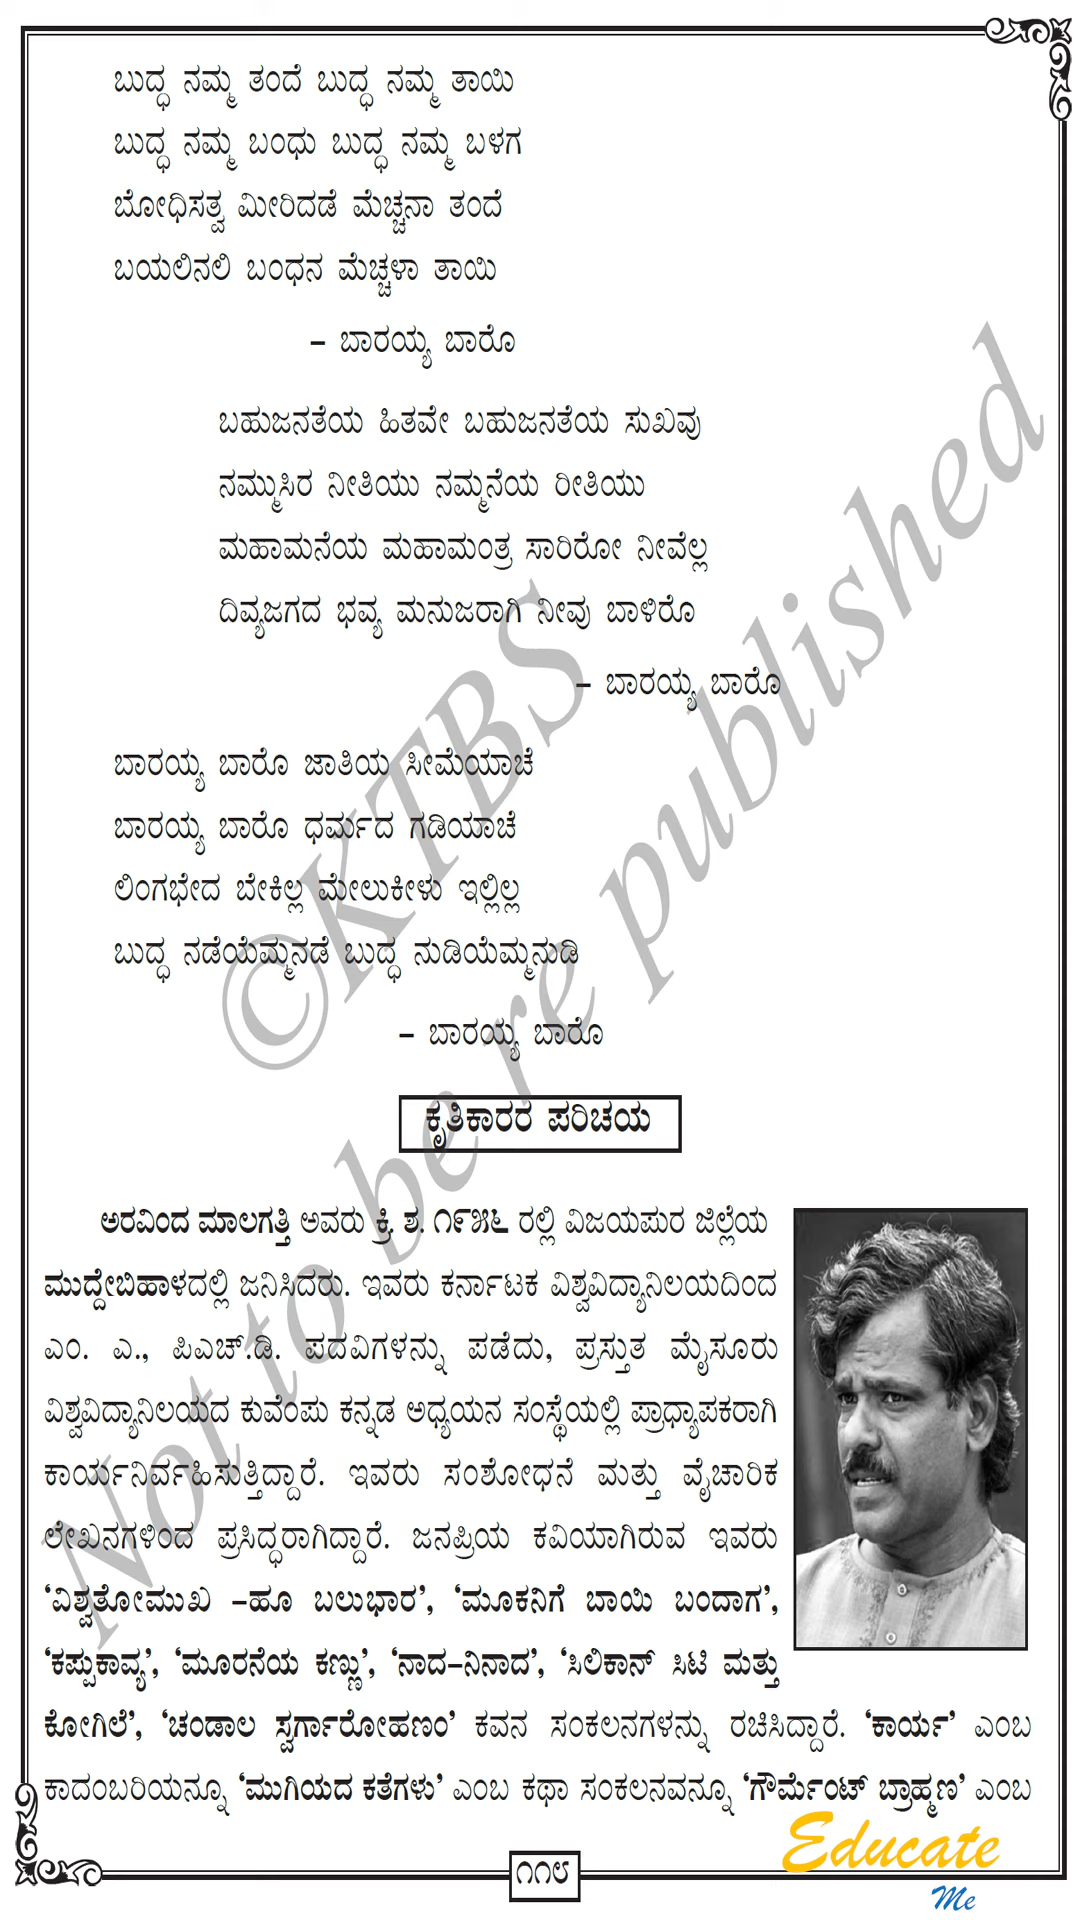 ಬುದ್ಧ ನಮ್ಮ ತಂದೆ ಬುದ್ಧ ನಮ್ಮ ತಾಯಿ
ಬುದ್ಧ ನಮ್ಮ ಬಂಧು ಬುದ್ಧ ನಮ್ಮ ಬಳಗ
ಬೋಧಿಸತ್ವ ಮೀರಿದಡೆ ಮೆಚ್ಚನಾ ತಂದೆ
ಬಯಲಿನಲಿ ಬಂಧನ ಮೆಚ್ಚಳಾ ತಾಯಿ
– ಬಾರಯ್ಯ ಬಾರೊ
ಬಹುಜನತೆಯ ಹಿತವೇ ಬಹುಜನತೆಯ ಸುಖವು
ನಮ್ಮುಸಿರ ನೀತಿಯು ನಮ್ಮನೆಯ ರೀತಿಯು
ಮಹಾಮನೆಯ ಮಹಾಮಂತ್ರ ಸಾರಿರೋ ನೀವೆಲ್ಲ
ದಿವ್ಯಜಗದ ಭವ್ಯ ಮನುಜರಾಗಿ ನೀವು ಬಾಳಿರೊ
– ಬಾರಯ್ಯ ಬಾರೊ
ಬಾರಯ್ಯ ಬಾರೊ ಜಾತಿಯ ಸೀಮೆಯಾಚೆ
ಬಾರಯ್ಯ ಬಾರೊ ಧರ್ಮದ ಗಡಿಯಾಚೆ
ಲಿಂಗಭೇದ ಬೇಕಿಲ್ಲ ಮೇಲುಕೀಳು ಇಲ್ಲಿಲ್ಲ
ಬುದ್ಧ ನಡೆಯೆಮ್ಮನಡೆ ಬುದ್ಧ ನುಡಿಯೆಮ್ಮನುಡಿ
– ಬಾರಯ್ಯ ಬಾರೊ
©KTBS
Not to be re published
ಕೃತಿಕಾರರ ಪರಿಚಯ
ಅರವಿಂದ ಮಾಲಗತ್ತಿ ಅವರು ಕ್ರಿ. ಶ. ೧೯೫೬ ರಲ್ಲಿ ವಿಜಯಪುರ ಜಿಲ್ಲೆಯ
ಮುದ್ದೇಬಿಹಾಳದಲ್ಲಿ ಜನಿಸಿದರು. ಇವರು ಕರ್ನಾಟಕ ವಿಶ್ವವಿದ್ಯಾನಿಲಯದಿಂದ
ಎಂ. ಎ., ಪಿಎಚ್.ಡಿ. ಪದವಿಗಳನ್ನು ಪಡೆದು, ಪ್ರಸ್ತುತ ಮೈಸೂರು
ವಿಶ್ವವಿದ್ಯಾನಿಲಯದ ಕುವೆಂಪು ಕನ್ನಡ ಅಧ್ಯಯನ ಸಂಸ್ಥೆಯಲ್ಲಿ ಪ್ರಾಧ್ಯಾಪಕರಾಗಿ
ಕಾರ್ಯನಿರ್ವಹಿಸುತ್ತಿದ್ದಾರೆ. ಇವರು ಸಂಶೋಧನೆ ಮತ್ತು ವೈಚಾರಿಕ
ಲೇಖನಗಳಿಂದ ಪ್ರಸಿದ್ಧರಾಗಿದ್ದಾರೆ. ಜನಪ್ರಿಯ ಕವಿಯಾಗಿರುವ ಇವರು
‘ವಿಶ್ವತೋಮುಖ –ಹೂ ಬಲುಭಾರ’, ‘ಮೂಕನಿಗೆ ಬಾಯಿ ಬಂದಾಗ’,
‘ಕಪ್ಪುಕಾವ್ಯ’, ‘ಮೂರನೆಯ ಕಣ್ಣು’, ‘ನಾದ–ನಿನಾದ’, ‘ಸಿಲಿಕಾನ್ ಸಿಟಿ ಮತ್ತು
ಕೋಗಿಲೆ’, ‘ಚಂಡಾಲ ಸ್ವರ್ಗಾರೋಹಣಂ’ ಕವನ ಸಂಕಲನಗಳನ್ನು ರಚಿಸಿದ್ದಾರೆ. ‘ಕಾರ್ಯ’ ಎಂಬ
ಕಾದಂಬರಿಯನ್ನೂ ‘ಮುಗಿಯದ ಕತೆಗಳು’ ಎಂಬ ಕಥಾ ಸಂಕಲನವನ್ನೂ ‘ಗೌರ್ಮೆಂಟ್ ಬ್ರಾಹ್ಮಣ’ ಎಂಬ
೧೧೮
Educate
Me